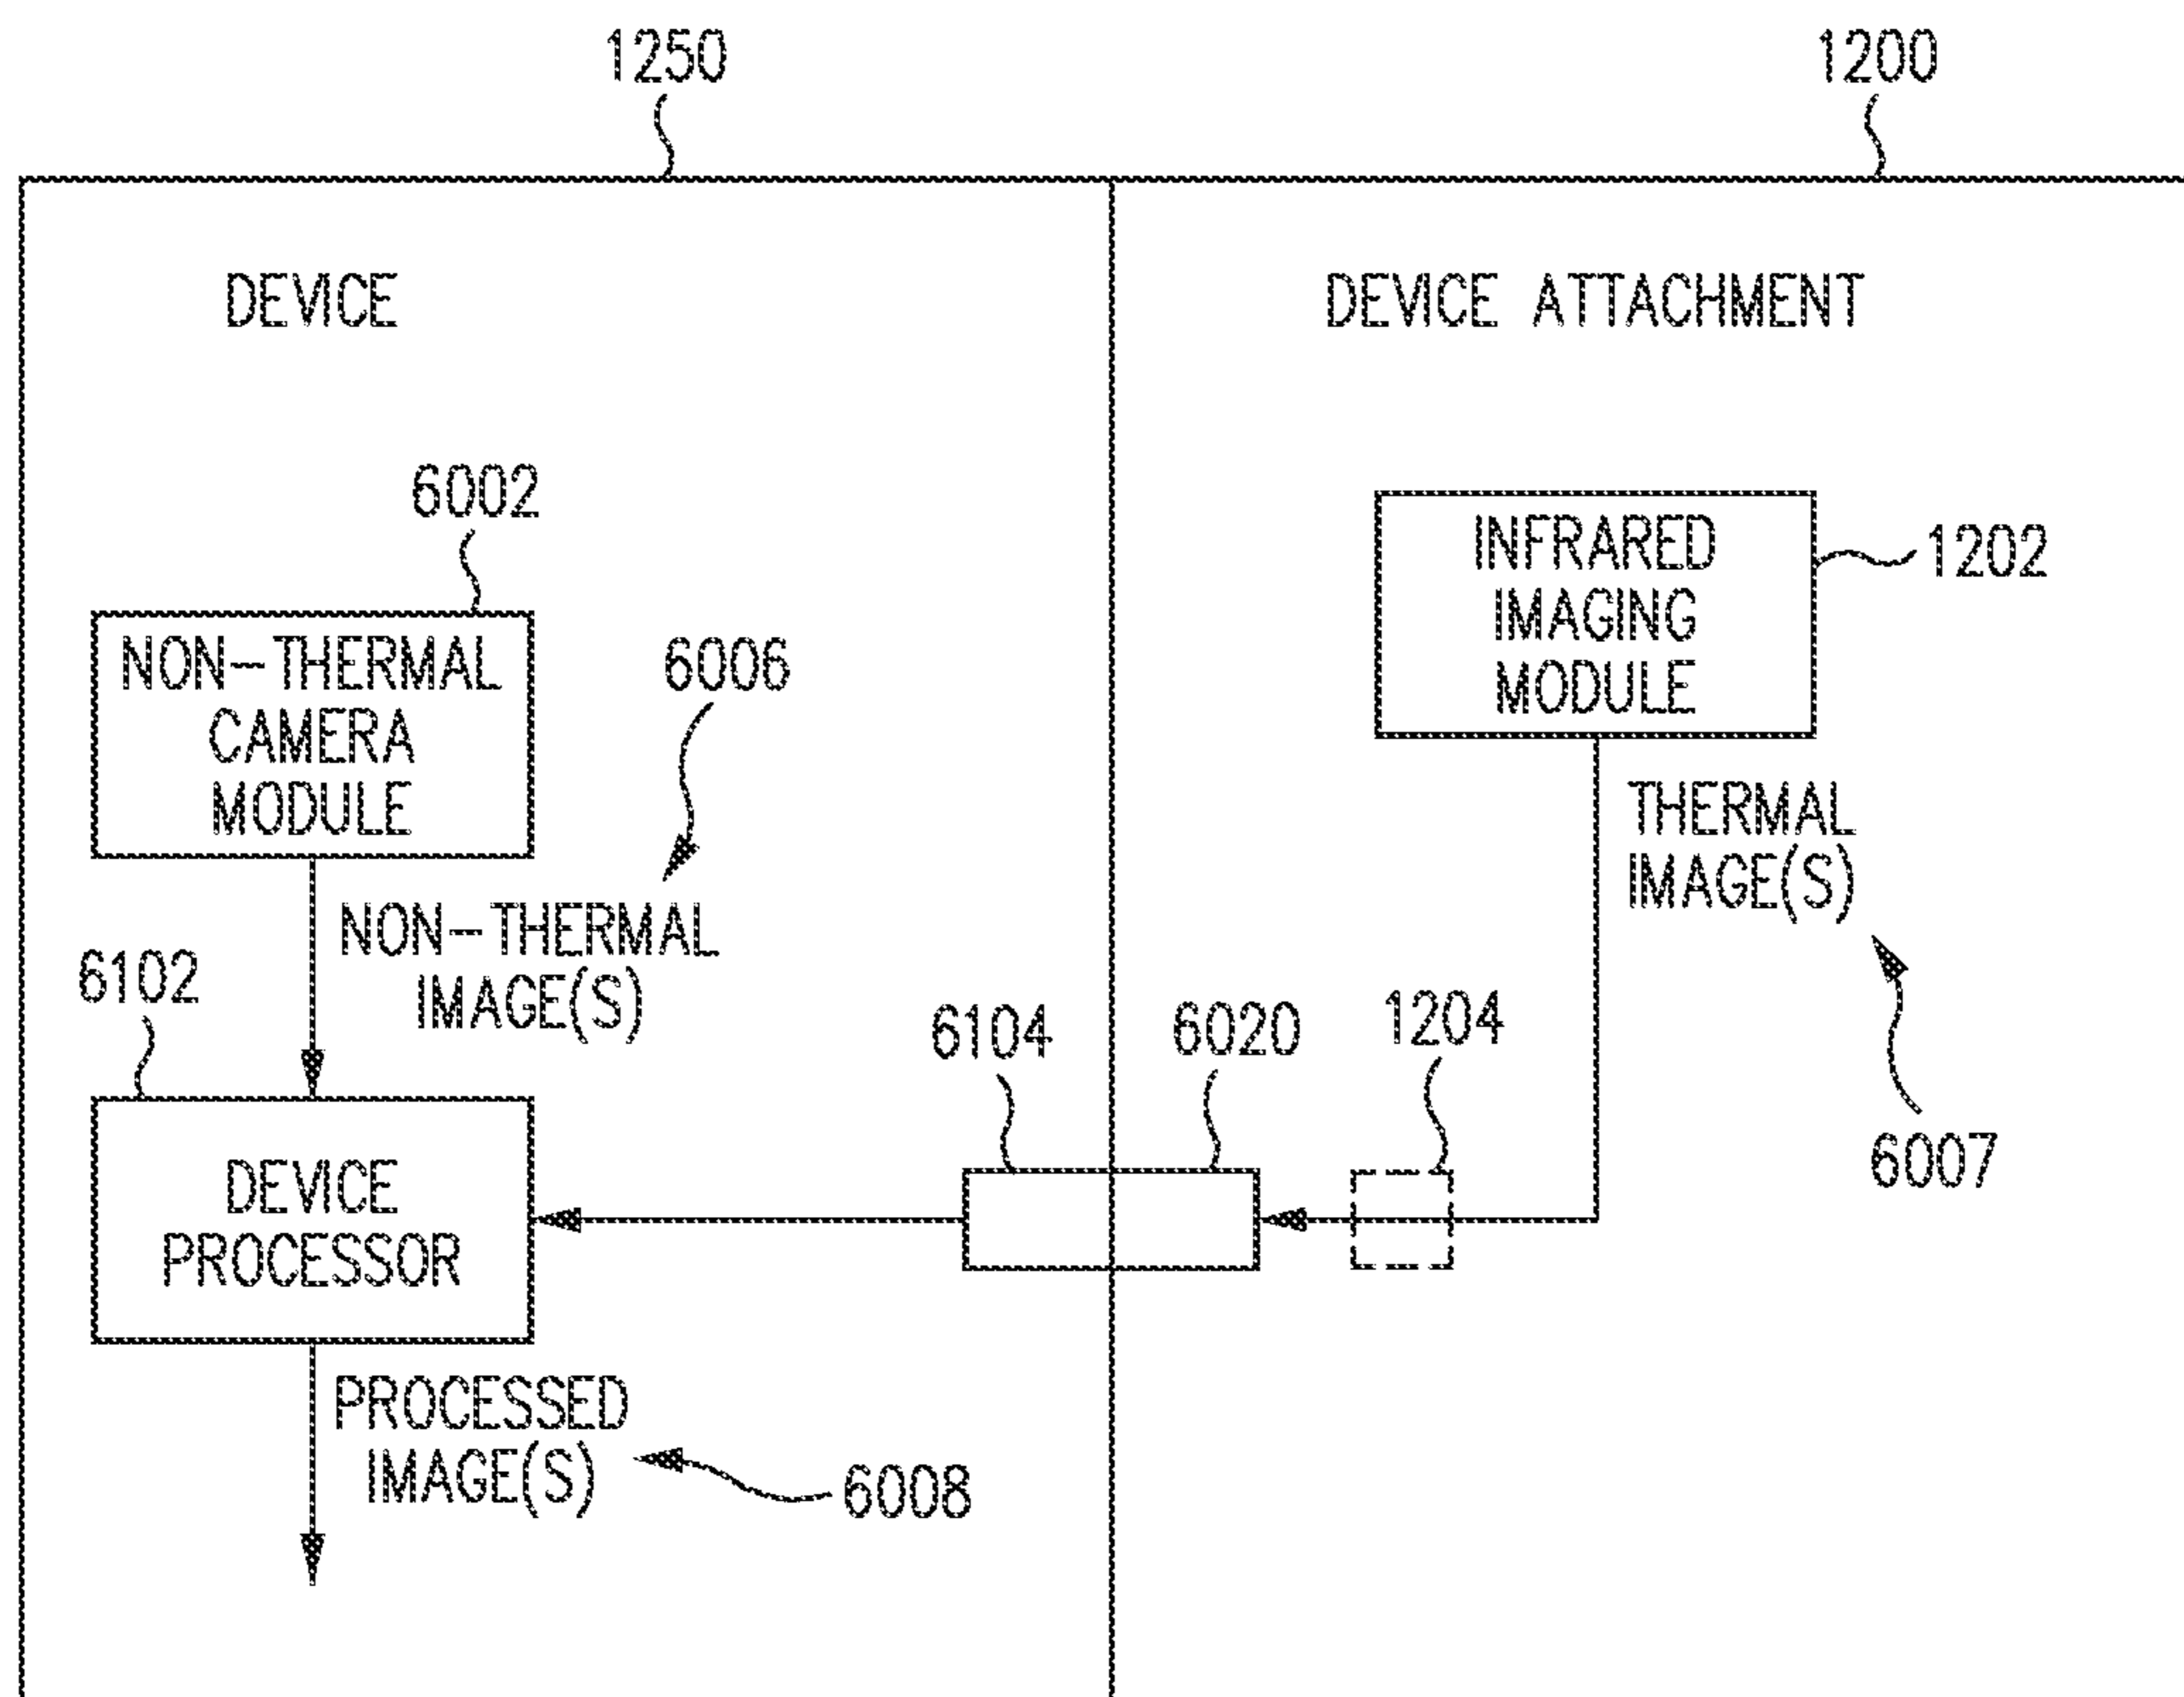 1250
1200
DEVICE
DEVICE ATTACHMENT
6002
NON-THERMAL
CAMERA
MODULE
6006
NON-THERMAL
IMAGE(S)
6102
DEVICE
PROCESSOR
PROCESSED
IMAGE(S)
6008
6104
6020
1204
INFRARED
IMAGING
MODULE
1202
THERMAL
IMAGE(S)
6007